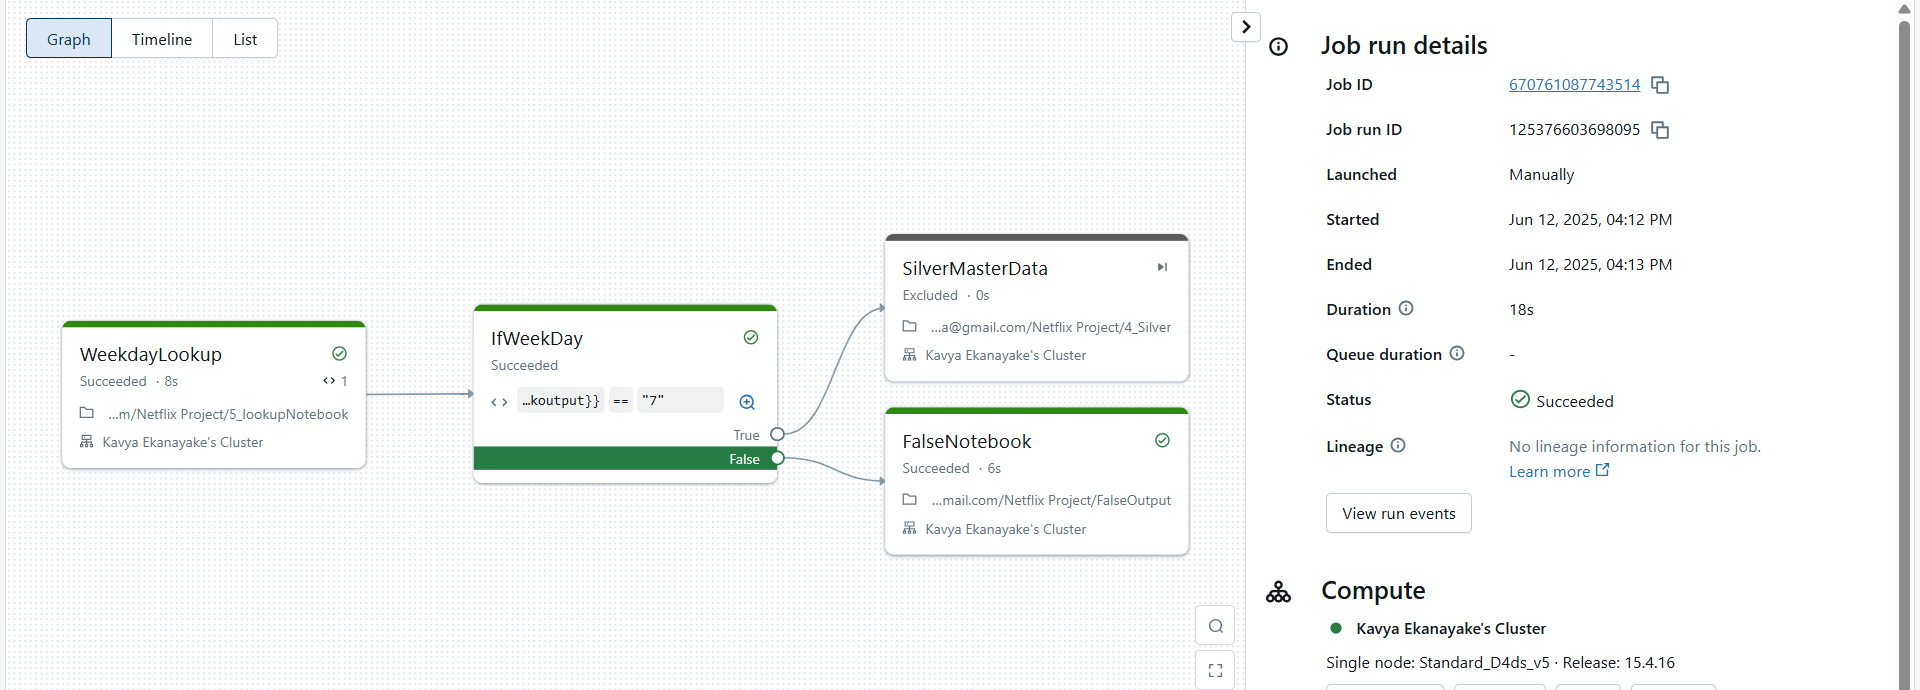 Graph
Timeline
List
WeekdayLookup
Succeeded · 8s
1
...m/Netflix Project/5_lookupNotebook
Kavya Ekanayake's Cluster
IfWeekDay
Succeeded
…koutput}} == "7"
True
False
SilverMasterData
Excluded · 0s
...a@gmail.com/Netflix Project/4_Silver
Kavya Ekanayake's Cluster
FalseNotebook
Succeeded · 6s
...mail.com/Netflix Project/FalseOutput
Kavya Ekanayake's Cluster
Job run details
Job ID 670761087743514
Job run ID 125376603698095
Launched Manually
Started Jun 12, 2025, 04:12 PM
Ended Jun 12, 2025, 04:13 PM
Duration 18s
Queue duration -
Status Succeeded
Lineage No lineage information for this job.
Learn more
View run events
Compute
Kavya Ekanayake's Cluster
Single node: Standard_D4ds_v5 · Release: 15.4.16